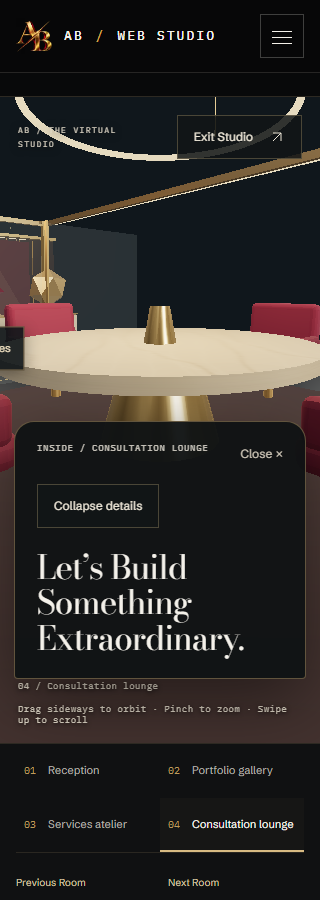 AB
AB / WEB STUDIO
AB / THE VIRTUAL
STUDIO
Exit Studio
es
INSIDE / CONSULTATION LOUNGE
Close ×
Collapse details
Let’s Build
Something
Extraordinary.
04 / Consultation lounge
Drag sideways to orbit · Pinch to zoom · Swipe
up to scroll
01 Reception
02 Portfolio gallery
03 Services atelier
04 Consultation lounge
Previous Room
Next Room